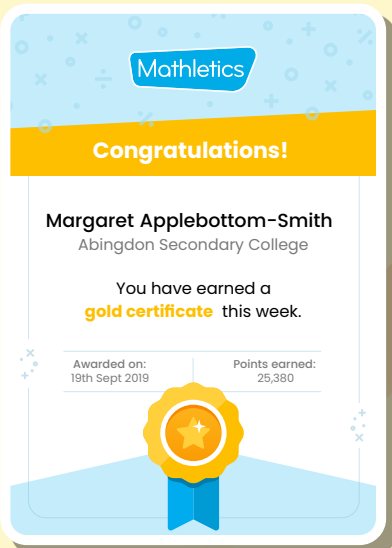 Mathletics
Congratulations!
Margaret Applebottom-Smith
Abingdon Secondary College
You have earned a
gold certificate this week.
Awarded on:
19th Sept 2019
Points earned:
25,380